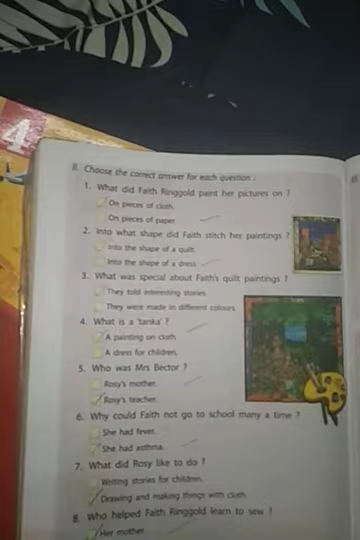 4
II. Choose the correct answer for each question :
1. What did Faith Ringgold paint her pictures on ?
On pieces of cloth.
On pieces of paper.
2. Into what shape did Faith stitch her paintings ?
Into the shape of a quilt.
Into the shape of a dress.
3. What was special about Faith's quilt paintings ?
They told interesting stories.
They were made in different colours.
4. What is a 'tanka' ?
A painting on cloth.
A dress for children.
5. Who was Mrs Bector ?
Rosy's mother.
Rosy's teacher.
6. Why could Faith not go to school many a time ?
She had fever.
She had asthma.
7. What did Rosy like to do ?
Writing stories for children.
Drawing and making things with cloth.
8. Who helped Faith Ringgold learn to sew ?
Her mother